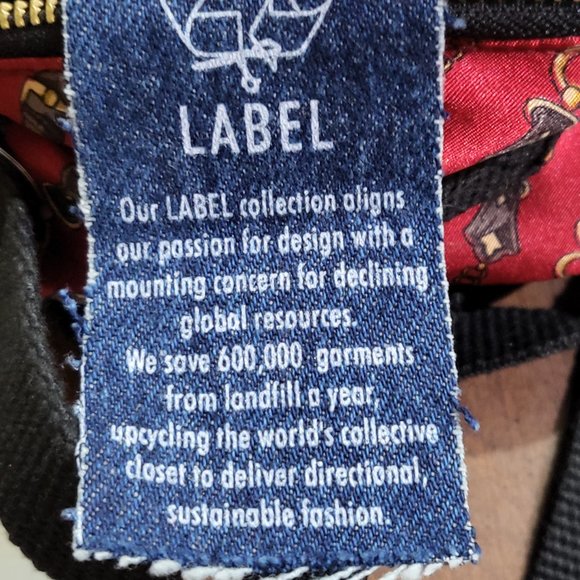 LABEL
Our LABEL collection aligns
our passion for design with a
mounting concern for declining
global resources.
We save 600,000 garments
from landfill a year,
upcycling the world's collective
closet to deliver directional,
sustainable fashion.